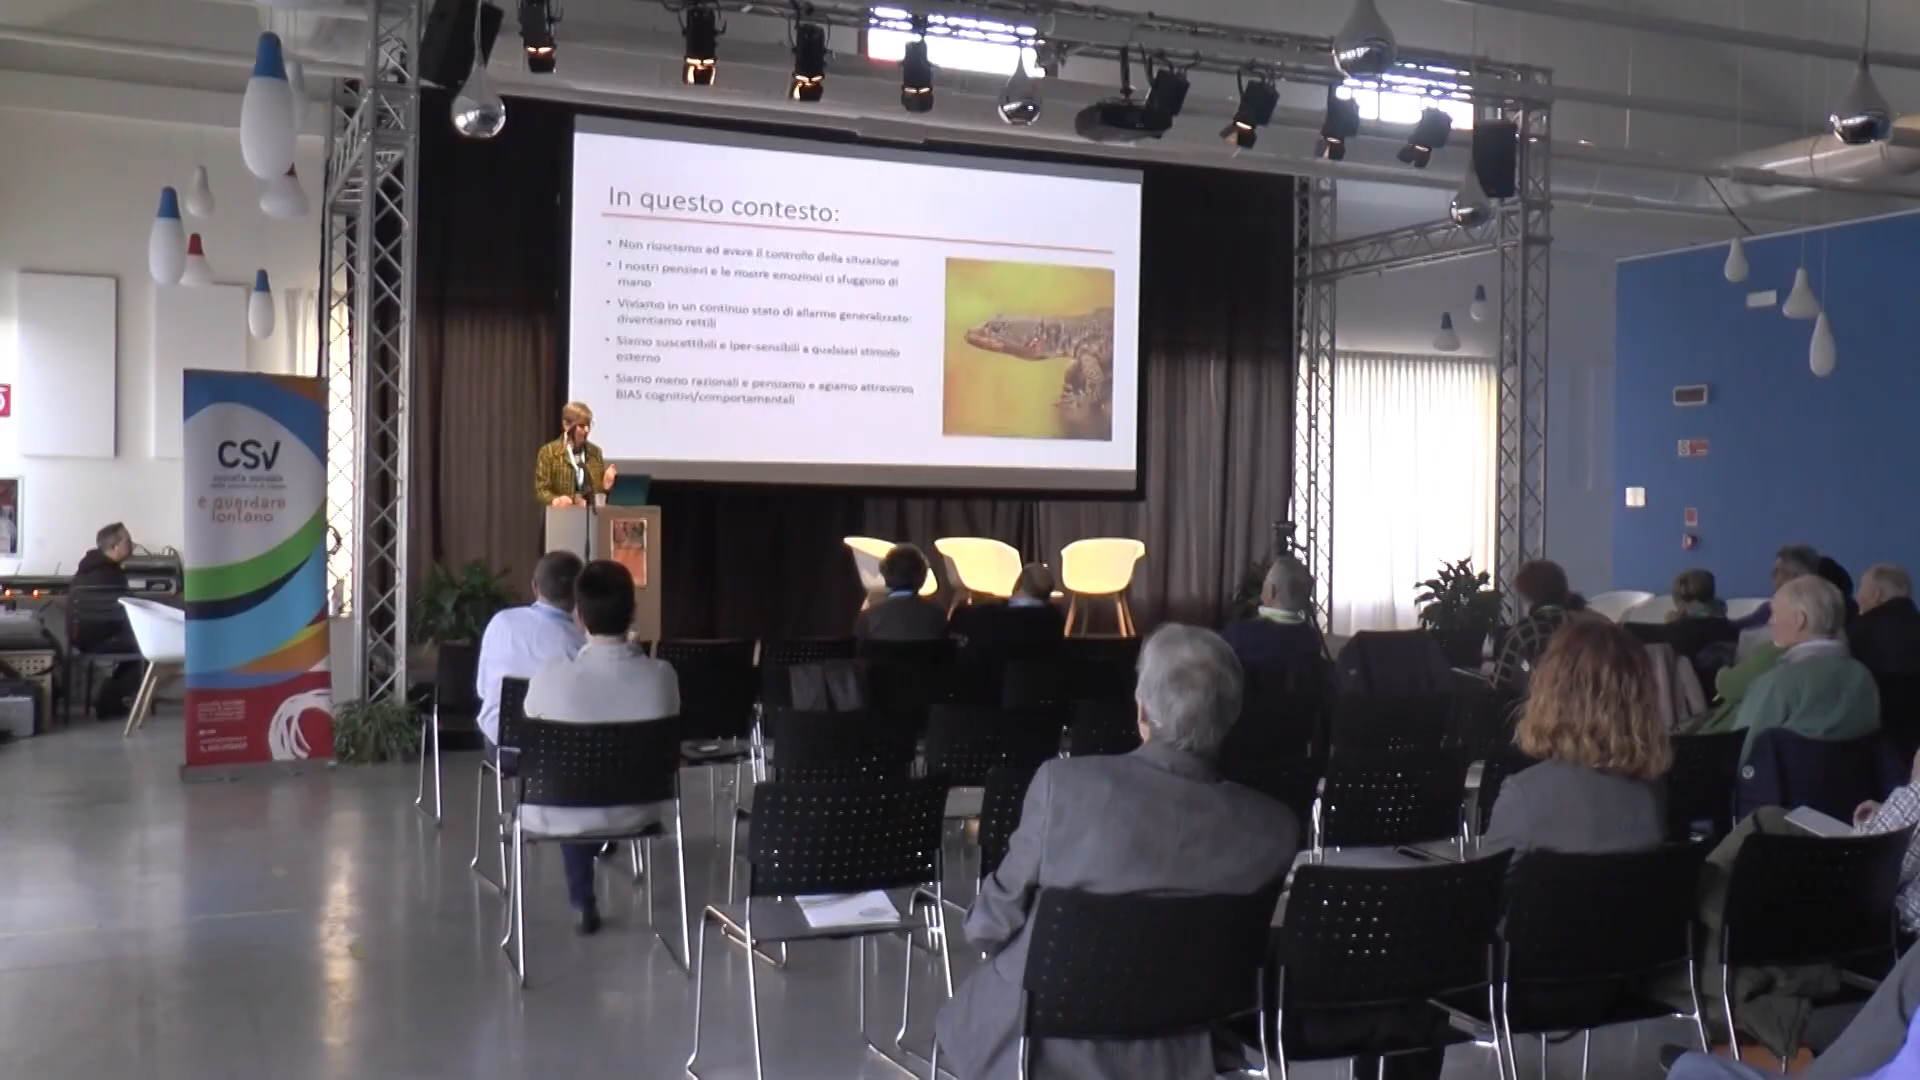 In questo contesto:
• Non riusciamo ad avere il controllo della situazione
• I nostri pensieri e le nostre emozioni ci sfuggono di
mano
• Viviamo in un continuo stato di allarme generalizzato:
diventiamo rettili
• Siamo suscettibili e iper-sensibili a qualsiasi stimolo
esterno
• Siamo meno razionali e pensiamo e agiamo attraverso
BIAS cognitivi/comportamentali
CSV
e guardare
lontano